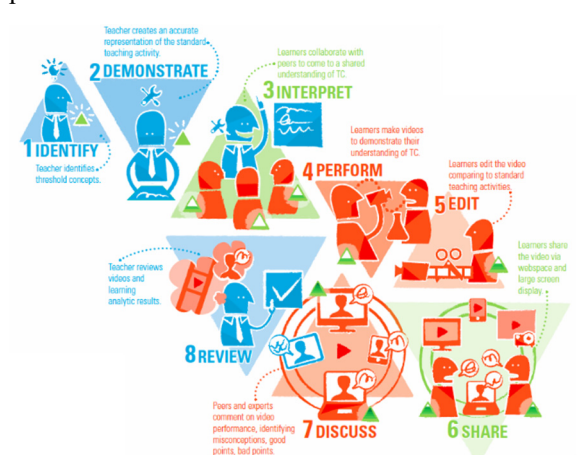 Teacher creates an accurate
representation of the standard
teaching activity.
2 DEMONSTRATE
1 IDENTIFY
Teacher identifies
threshold concepts.
Learners collaborate with
peers to come to a shared
understanding of TC.
3 INTERPRET
Learners make videos
to demonstrate their
understanding of TC.
4 PERFORM
Learners edit the video
comparing to standard
teaching activities.
5 EDIT
Learners share
the video via
webspace and
large screen
display.
6 SHARE
Peers and experts
comment on video
performance, identifying
misconceptions, good
points, bad points.
7 DISCUSS
Teacher reviews
videos and
learning
analytic results.
8 REVIEW